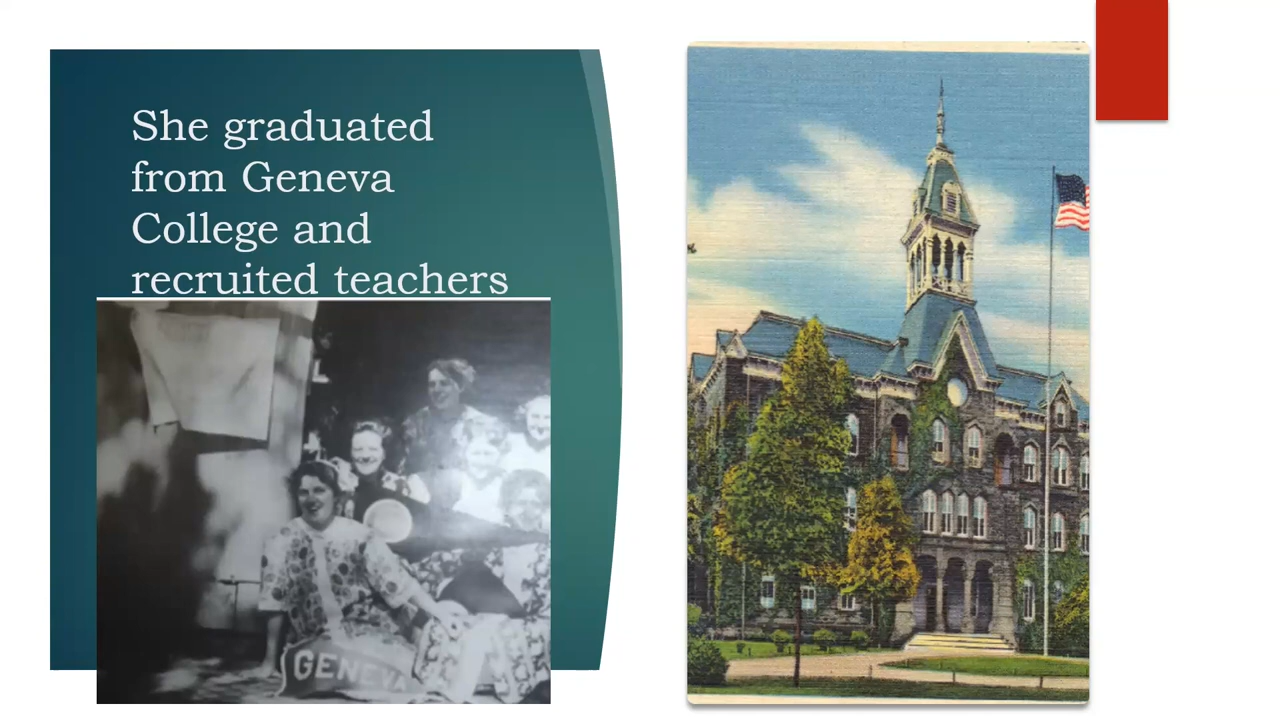 She graduated
from Geneva
College and
recruited teachers
GENEVA